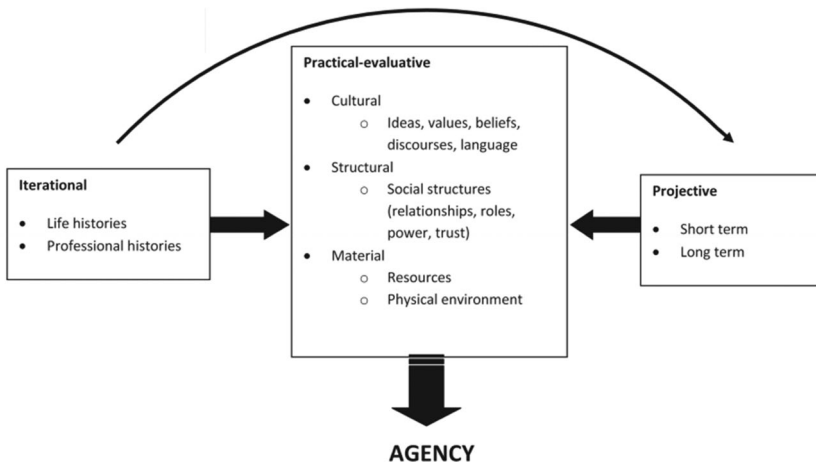 Practical-evaluative
• Cultural
o Ideas, values, beliefs,
discourses, language
• Structural
o Social structures
(relationships, roles,
power, trust)
• Material
o Resources
o Physical environment
Iterational
• Life histories
• Professional histories
Projective
• Short term
• Long term
AGENCY